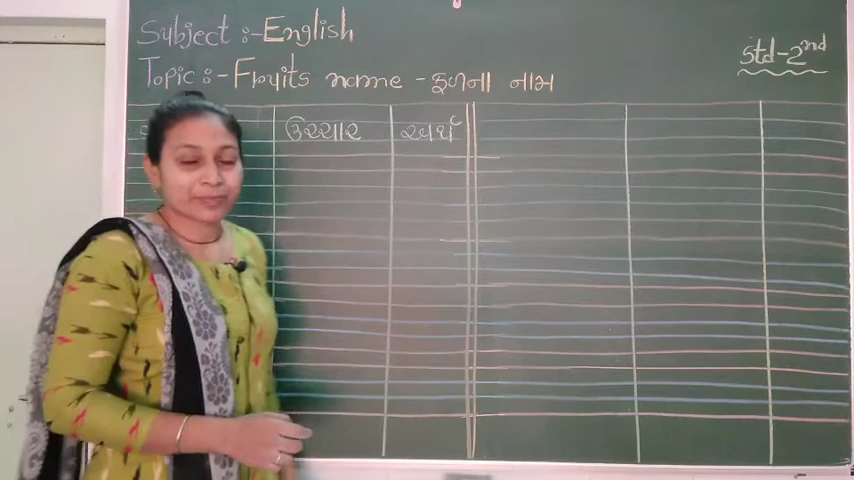 Subject :- English
Topic :- Fruits name - ફળના નામ
Std - 2nd
ઉચ્ચાર
અર્થ